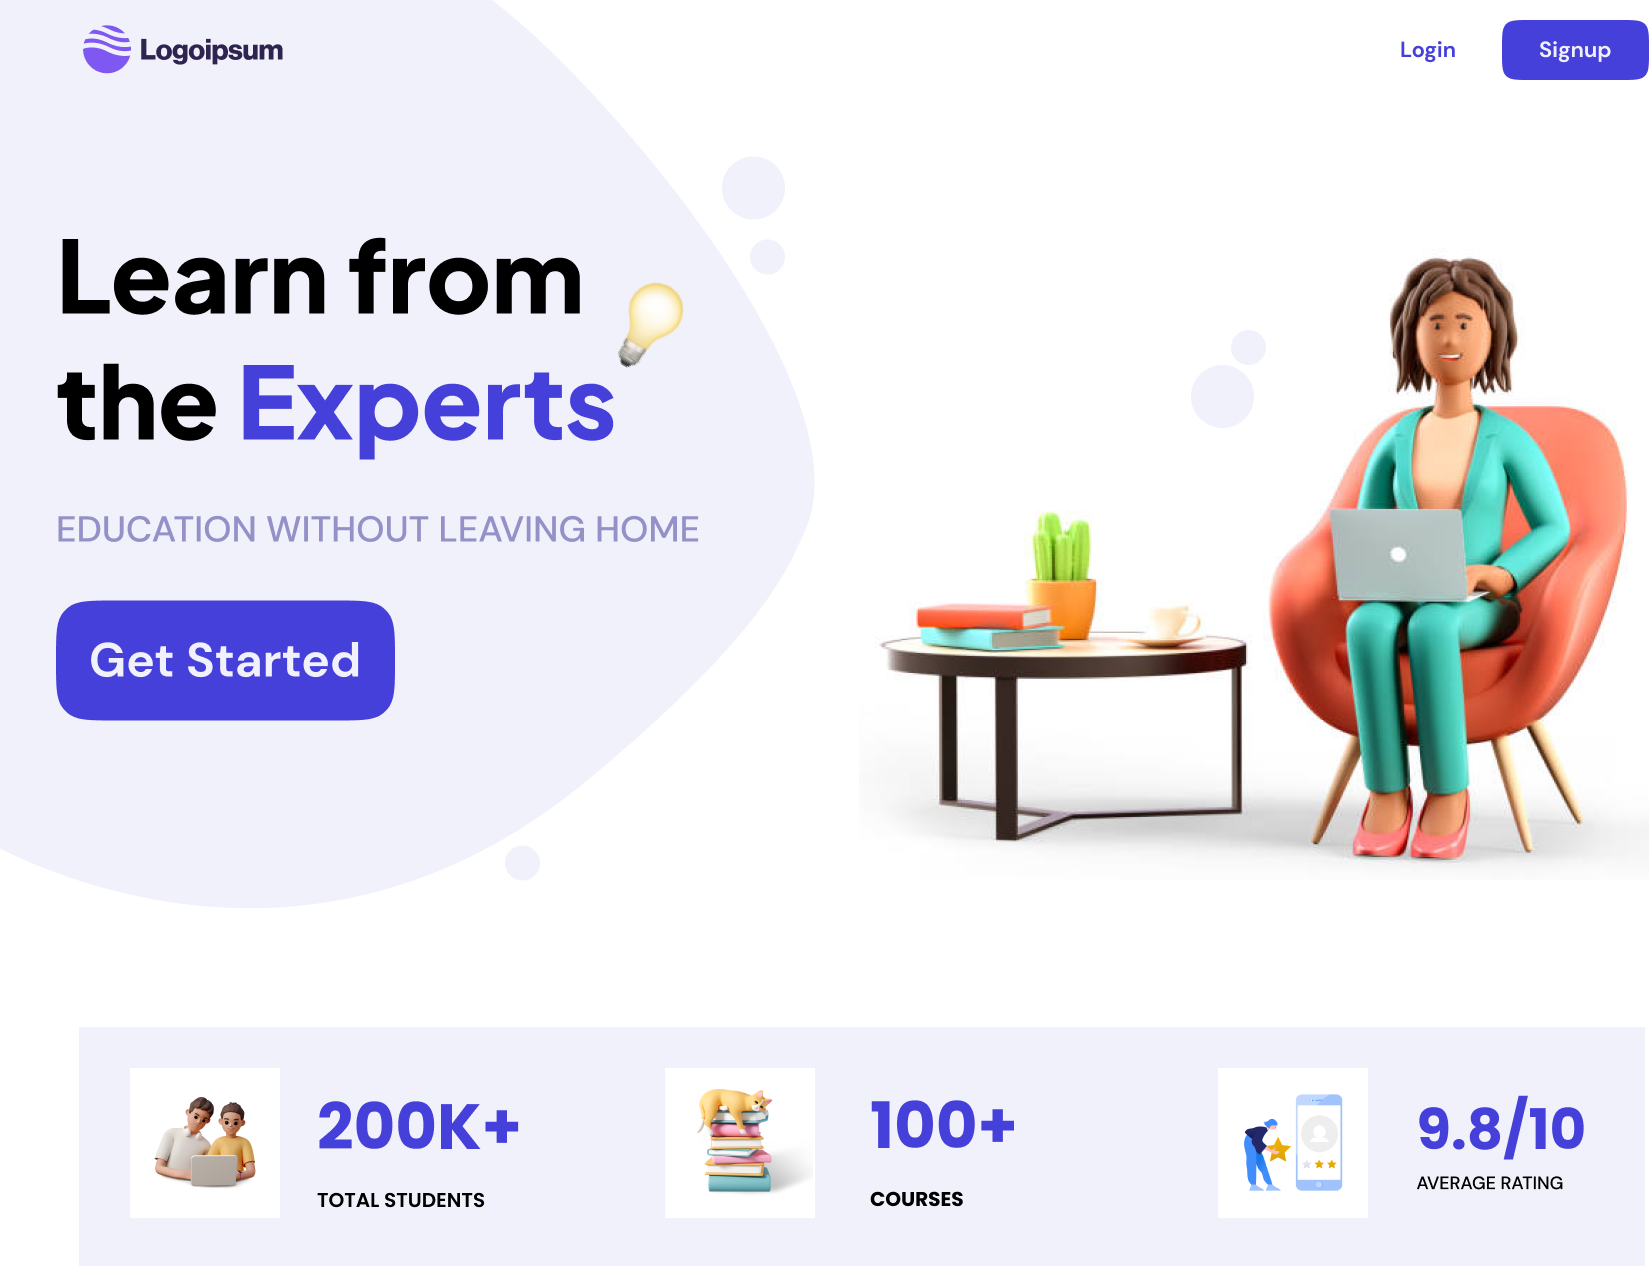 Logoipsum
Login
Signup
Learn from
the Experts
EDUCATION WITHOUT LEAVING HOME
Get Started
200K+
TOTAL STUDENTS
100+
COURSES
9.8/10
AVERAGE RATING